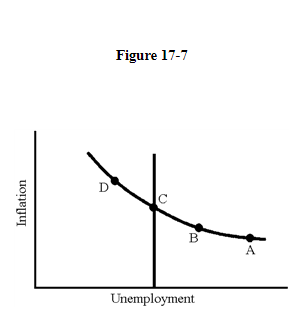 Figure 17-7
D
C
B
A
Inflation
Unemployment